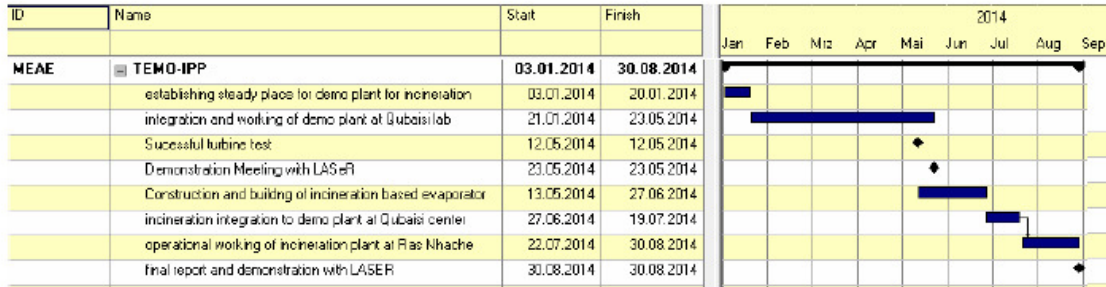 ID Name Start Finish 2014
Jan Feb Mrz Apr Mai Jun Jul Aug Sep
MEAE TEMO-IPP 03.01.2014 30.08.2014
establishing steady place for demo plant for incineration 03.01.2014 20.01.2014
integration and working of demo plant at Qubaisi lab 21.01.2014 23.05.2014
Sucessful turbine test 12.05.2014 12.05.2014
Demonstration Meeting with LASeR 23.05.2014 23.05.2014
Construction and buildng of incineration based evaporator 13.05.2014 27.06.2014
incineration integration to demo plant at Qubaisi center 27.06.2014 19.07.2014
operational working of incineration plant at Ras Nhache 22.07.2014 30.08.2014
final report and demonstration with LASER 30.08.2014 30.08.2014